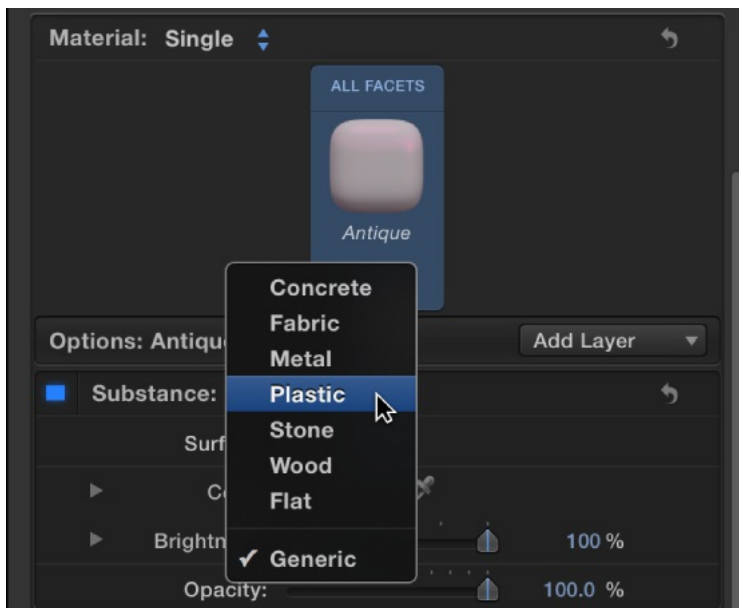 Material: Single
ALL FACETS
Antique
Concrete
Fabric
Options: Antiqu
Add Layer
Metal
Substance:
Plastic
Stone
Surf
Wood
Co
Flat
Brightn
100 %
✓ Generic
Opacity:
100.0 %